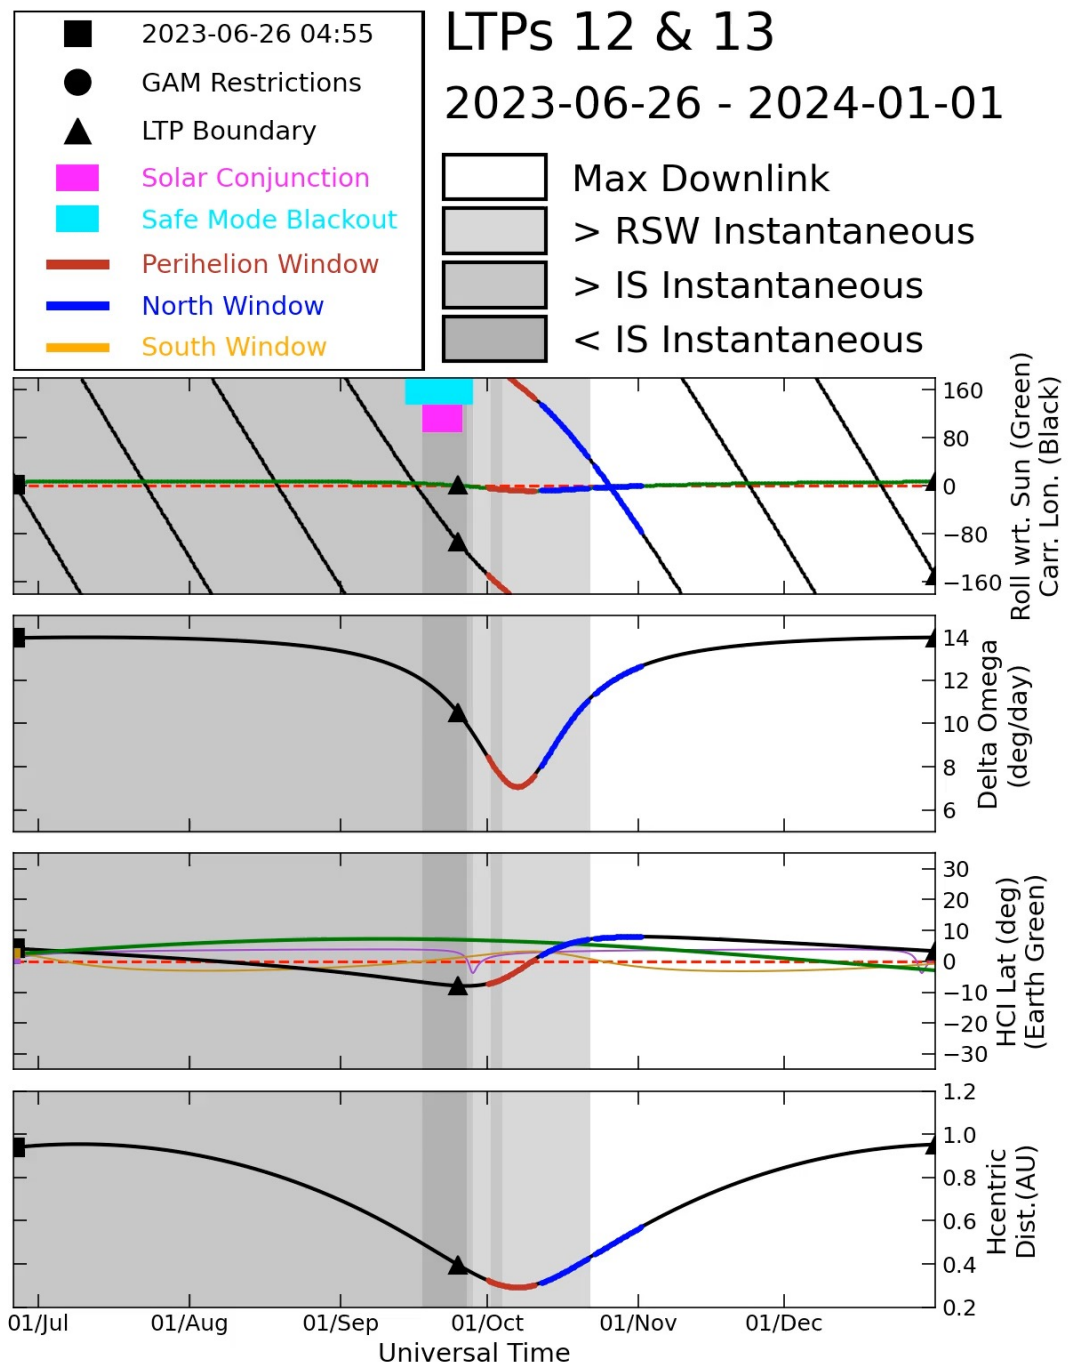 2023-06-26 04:55
GAM Restrictions
LTP Boundary
Solar Conjunction
Safe Mode Blackout
Perihelion Window
North Window
South Window
LTPs 12 & 13
2023-06-26 - 2024-01-01
Max Downlink
> RSW Instantaneous
> IS Instantaneous
< IS Instantaneous
160
80
0
−80
−160
Roll wrt. Sun (Green)
Carr. Lon. (Black)
14
12
10
8
6
Delta Omega
(deg/day)
30
20
10
0
−10
−20
−30
HCI Lat (deg)
(Earth Green)
1.2
1.0
0.8
0.6
0.4
0.2
Hcentric
Dist.(AU)
01/Jul 01/Aug 01/Sep 01/Oct 01/Nov 01/Dec
Universal Time